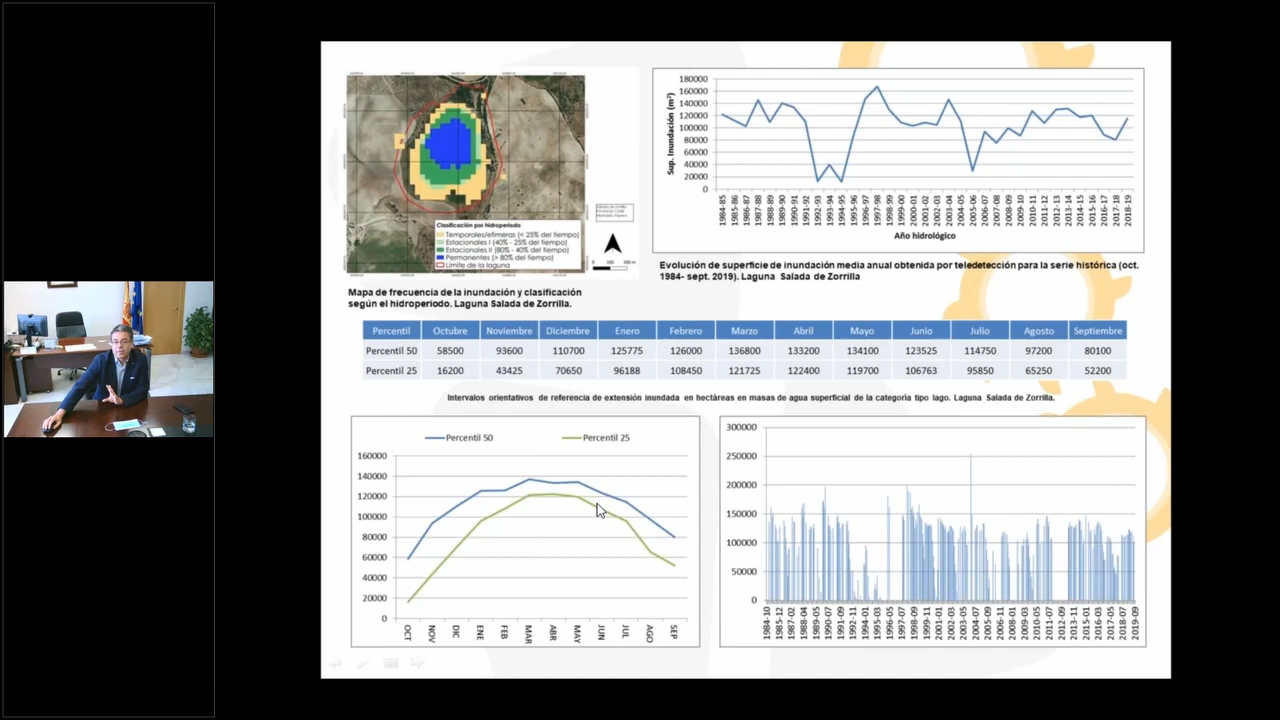 Clasificación por hidroperiodo
Temporales/efímeras (< 25% del tiempo)
Estacionales I (40% - 25% del tiempo)
Estacionales II (80% - 40% del tiempo)
Permanentes (> 80% del tiempo)
Límite de la laguna
Mapa de frecuencia de la inundación y clasificación
según el hidroperiodo. Laguna Salada de Zorrilla.
Sup. Inundación (m²)
180000
160000
140000
120000
100000
80000
60000
40000
20000
0
1984-85 1985-86 1986-87 1987-88 1988-89 1989-90 1990-91 1991-92 1992-93 1993-94 1994-95 1995-96 1996-97 1997-98 1998-99 1999-00 2000-01 2001-02 2002-03 2003-04 2004-05 2005-06 2006-07 2007-08 2008-09 2009-10 2010-11 2011-12 2012-13 2013-14 2014-15 2015-16 2016-17 2017-18 2018-19
Año hidrológico
Evolución de superficie de inundación media anual obtenida por teledetección para la serie histórica (oct.
1984- sept. 2019). Laguna Salada de Zorrilla
Percentil Octubre Noviembre Diciembre Enero Febrero Marzo Abril Mayo Junio Julio Agosto Septiembre
Percentil 50 58500 93600 110700 125775 126000 136800 133200 134100 123525 114750 97200 80100
Percentil 25 16200 43425 70650 96188 108450 121725 122400 119700 106763 95850 65250 52200
Intervalos orientativos de referencia de extensión inundada en hectáreas en masas de agua superficial de la categoría tipo lago. Laguna Salada de Zorrilla.
Percentil 50 Percentil 25
160000
140000
120000
100000
80000
60000
40000
20000
0
OCT NOV DIC ENE FEB MAR ABR MAY JUN JUL AGO SEP
300000
250000
200000
150000
100000
50000
0
1984-10 1985-12 1987-02 1988-04 1989-05 1990-07 1991-09 1992-11 1994-01 1995-03 1996-05 1997-07 1998-09 1999-11 2001-01 2002-03 2003-05 2004-07 2005-09 2006-11 2008-01 2009-03 2010-05 2011-07 2012-09 2013-11 2015-01 2016-03 2017-05 2018-07 2019-09